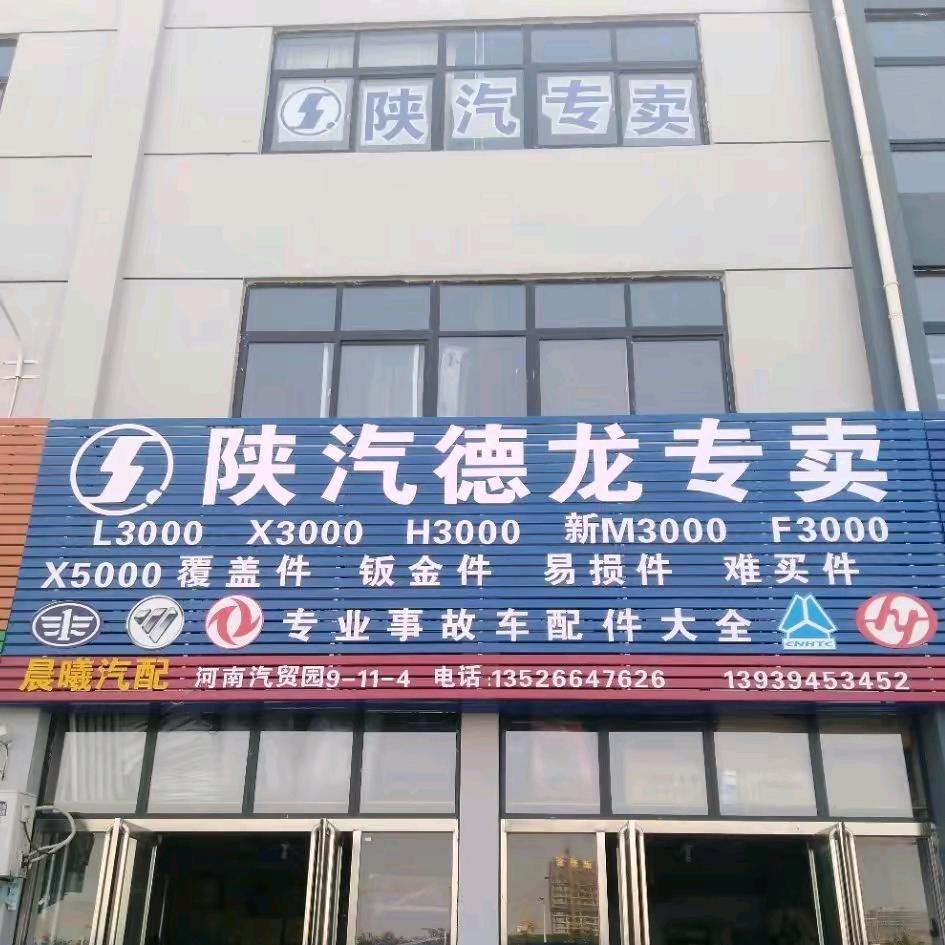 陕汽专卖
陕汽德龙专卖
L3000 X3000 H3000 新M3000 F3000
X5000 覆盖件 钣金件 易损件 难买件
1 专业事故车配件大全 CNHTC
晨曦汽配 河南汽贸园9-11-4 电话:13526647626 13939453452